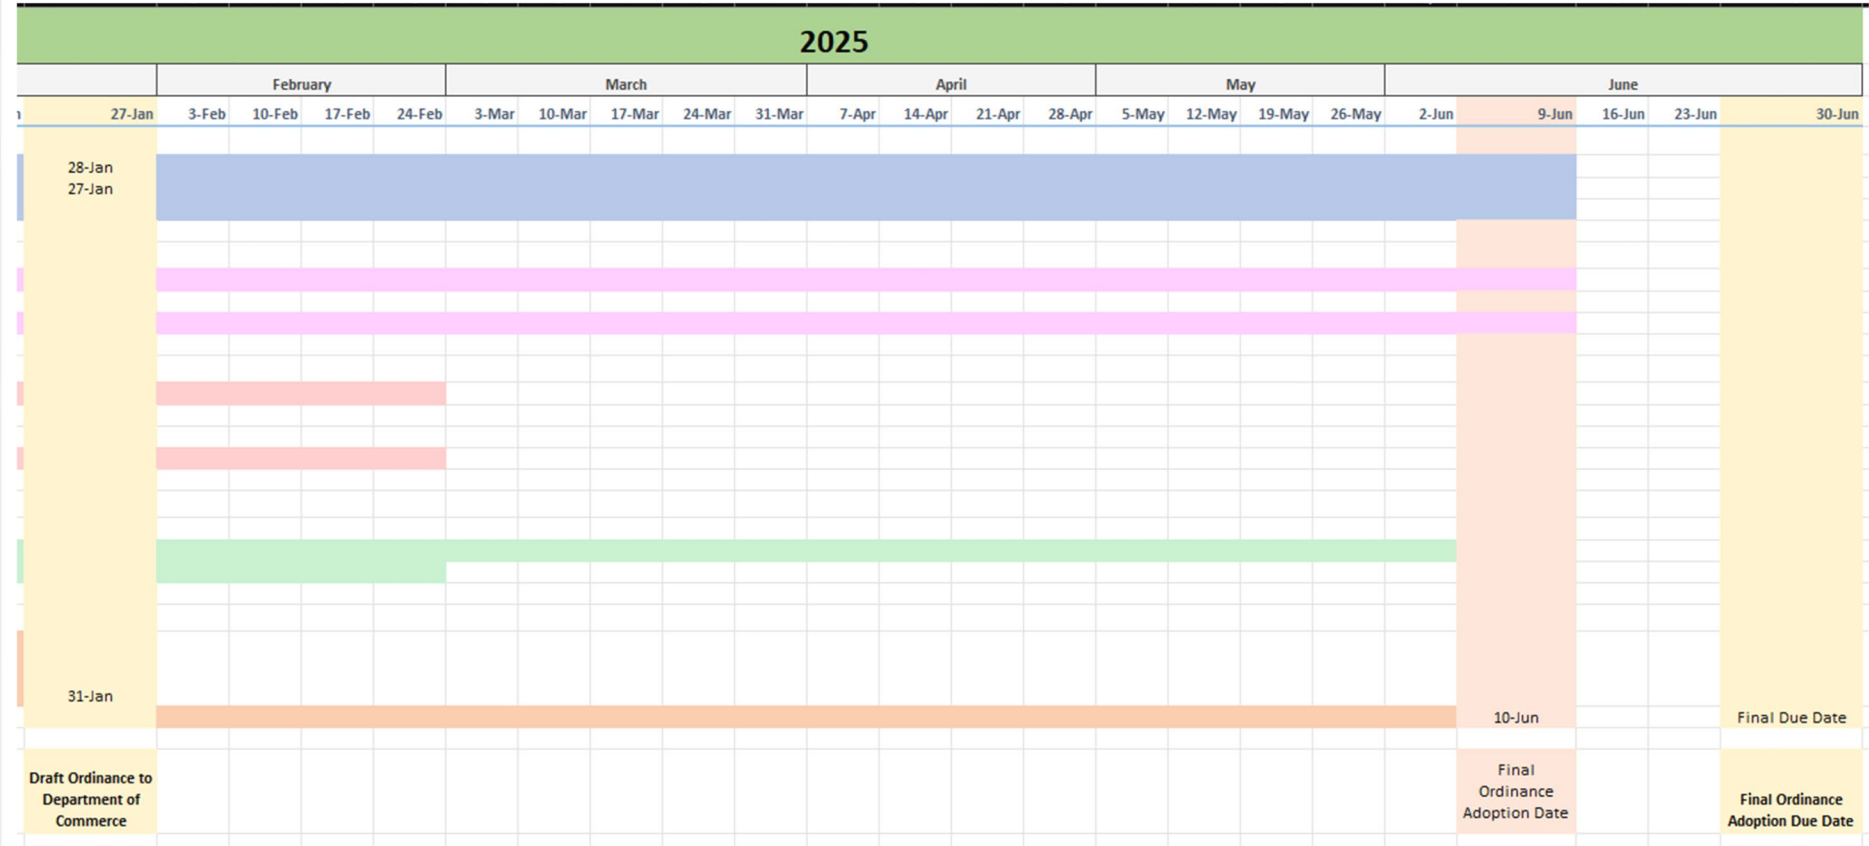 2025
February March April May June
27-Jan 3-Feb 10-Feb 17-Feb 24-Feb 3-Mar 10-Mar 17-Mar 24-Mar 31-Mar 7-Apr 14-Apr 21-Apr 28-Apr 5-May 12-May 19-May 26-May 2-Jun 9-Jun 16-Jun 23-Jun 30-Jun
28-Jan
27-Jan
31-Jan
10-Jun Final Due Date
Draft Ordinance to
Department of
Commerce
Final
Ordinance
Adoption Date
Final Ordinance
Adoption Due Date